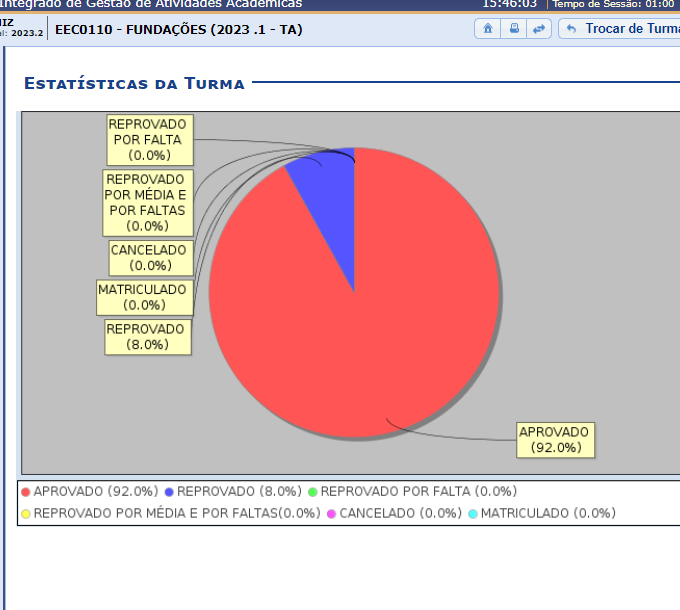 Integrado de Gestão de Atividades Acadêmicas 15:46:03 Tempo de Sessão: 01:00
2023.2 EEC0110 - FUNDAÇÕES (2023 .1 - TA) Trocar de Turma
ESTATÍSTICAS DA TURMA
REPROVADO
POR FALTA
(0.0%)
REPROVADO
POR MÉDIA E
POR FALTAS
(0.0%)
CANCELADO
(0.0%)
MATRICULADO
(0.0%)
REPROVADO
(8.0%)
APROVADO
(92.0%)
APROVADO (92.0%) REPROVADO (8.0%) REPROVADO POR FALTA (0.0%)
REPROVADO POR MÉDIA E POR FALTAS(0.0%) CANCELADO (0.0%) MATRICULADO (0.0%)